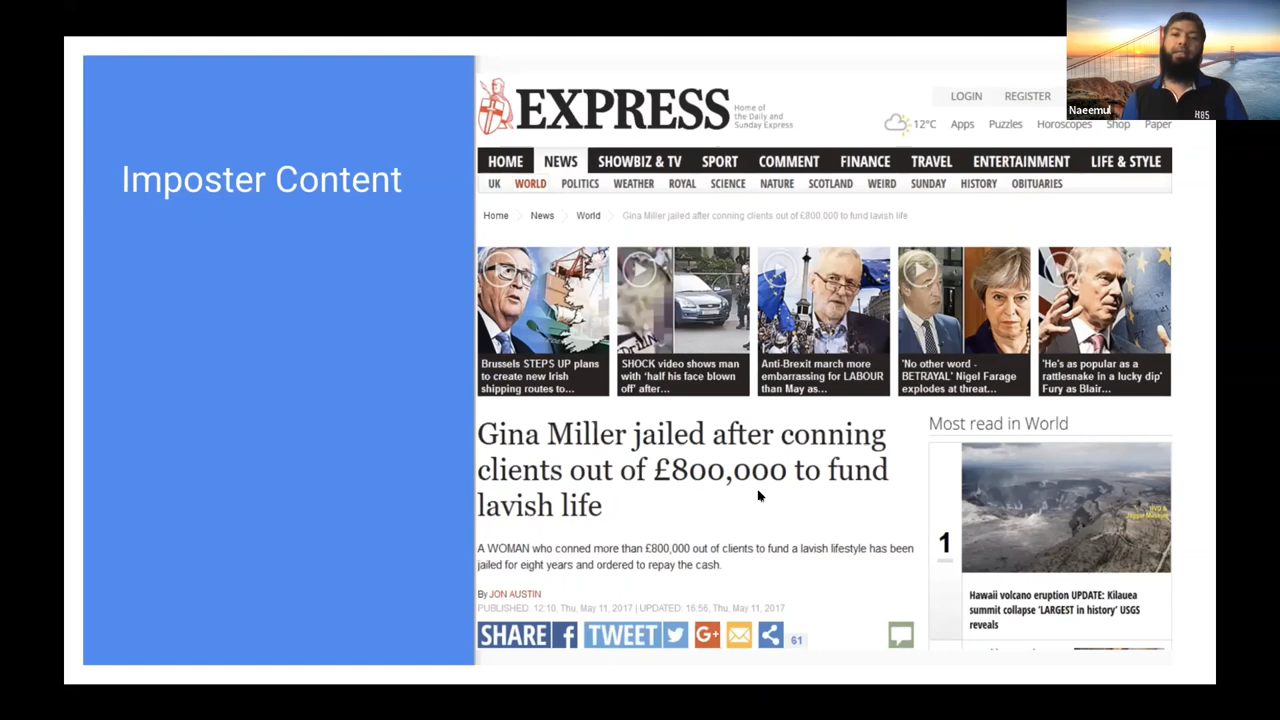 Imposter Content
EXPRESS
Home of
the Daily and
Sunday Express
LOGIN REGISTER
12°C Apps Puzzles Horoscopes Shop Paper
Naeemul
H85
HOME NEWS SHOWBIZ & TV SPORT COMMENT FINANCE TRAVEL ENTERTAINMENT LIFE & STYLE
UK WORLD POLITICS WEATHER ROYAL SCIENCE NATURE SCOTLAND WEIRD SUNDAY HISTORY OBITUARIES
Home News World Gina Miller jailed after conning clients out of £800,000 to fund lavish life
Brussels STEPS UP plans
to create new Irish
shipping routes to...
SHOCK video shows man
with 'half his face blown
off' after...
Anti-Brexit march more
embarrassing for LABOUR
than May as...
'No other word -
BETRAYAL' Nigel Farage
explodes at threat...
'He's as popular as a
rattlesnake in a lucky dip'
Fury as Blair...
Gina Miller jailed after conning
clients out of £800,000 to fund
lavish life
A WOMAN who conned more than £800,000 out of clients to fund a lavish lifestyle has been
jailed for eight years and ordered to repay the cash.
By JON AUSTIN
PUBLISHED: 12:10, Thu, May 11, 2017 | UPDATED: 16:56, Thu, May 11, 2017
SHARE f TWEET G+ 61
Most read in World
1
Hawaii volcano eruption UPDATE: Kilauea
summit collapse 'LARGEST in history' USGS
reveals